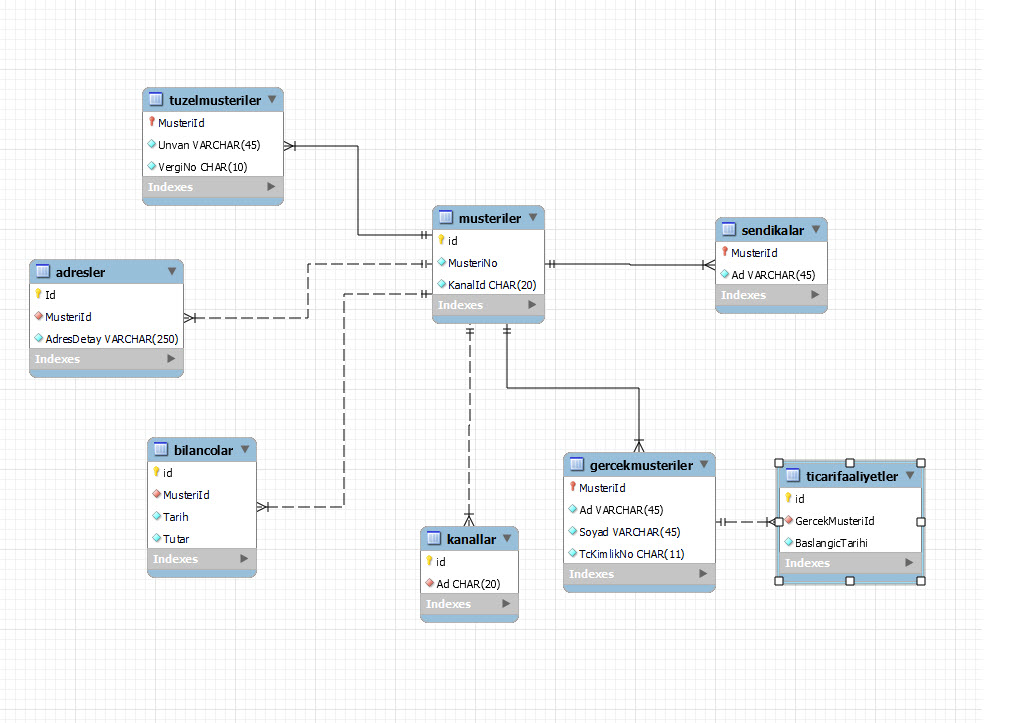 tuzelmusteriler
MusteriId
Unvan VARCHAR(45)
VergiNo CHAR(10)
Indexes
musteriler
id
MusteriNo
KanalId CHAR(20)
Indexes
sendikalar
MusteriId
Ad VARCHAR(45)
Indexes
adresler
Id
MusteriId
AdresDetay VARCHAR(250)
Indexes
bilancolar
id
MusteriId
Tarih
Tutar
Indexes
kanallar
id
Ad CHAR(20)
Indexes
gercekmusteriler
MusteriId
Ad VARCHAR(45)
Soyad VARCHAR(45)
TcKimlikNo CHAR(11)
Indexes
ticarifaaliyetler
id
GercekMusteriId
BaslangicTarihi
Indexes